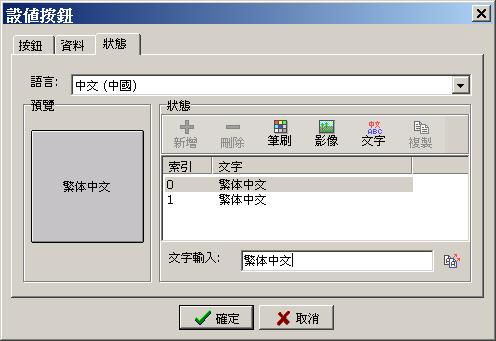 設值按鈕
按鈕 資料 狀態
語言: 中文 (中國)
預覽
繁体中文
狀態
新增 刪除 筆刷 影像 中文 ABC 文字 複製
索引 文字
0 繁体中文
1 繁体中文
文字輸入: 繁体中文
確定 取消